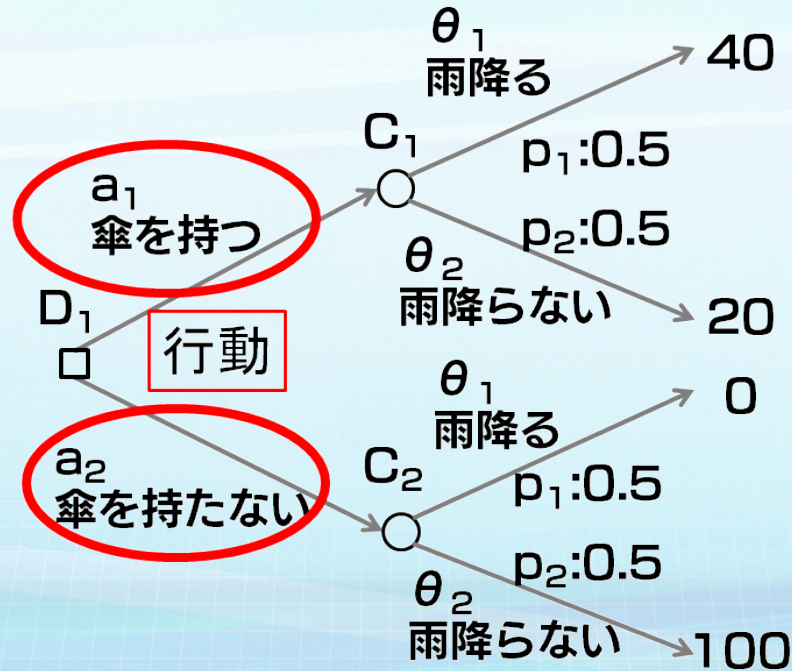 θ₁
雨降る
40
C₁
p₁:0.5
a₁
傘を持つ
p₂:0.5
θ₂
雨降らない
20
D₁
行動
θ₁
雨降る
0
a₂
傘を持たない
C₂
p₁:0.5
p₂:0.5
θ₂
雨降らない
100